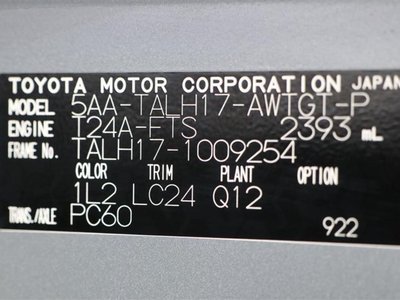 TOYOTA MOTOR CORPORATION JAPAN
MODEL 5AA-TALH17-AWTGT-P
ENGINE T24A-FTS 2393 mL
FRAME No. TALH17-1009254
COLOR TRIM PLANT OPTION
1L2 LC24 Q12
TRANS./AXLE PC60
922